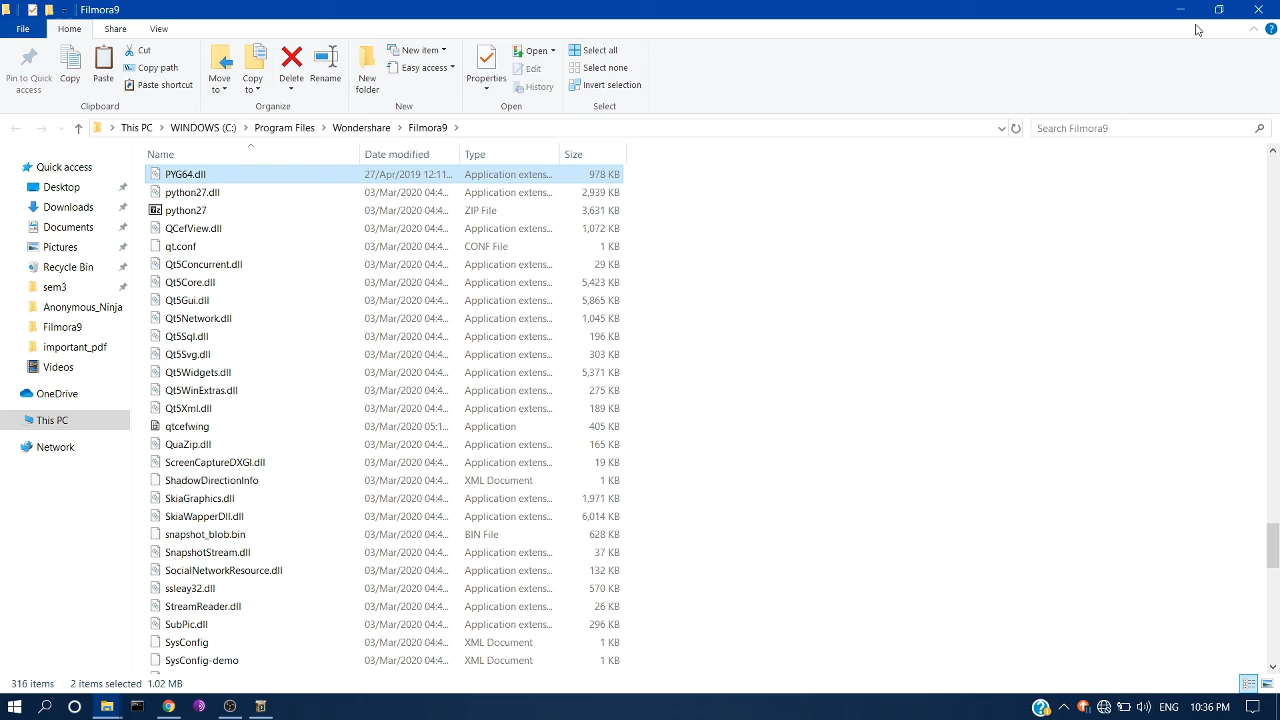 Filmora9
File Home Share View
Pin to Quick access
Copy
Paste
Cut
Copy path
Paste shortcut
Clipboard
Move to
Copy to
Delete
Rename
Organize
New folder
New item
Easy access
New
Properties
Open
Edit
History
Open
Select all
Select none
Invert selection
Select
This PC > WINDOWS (C:) > Program Files > Wondershare > Filmora9 >
Search Filmora9
Quick access
Desktop
Downloads
Documents
Pictures
Recycle Bin
sem3
Anonymous_Ninja
Filmora9
important_pdf
Videos
OneDrive
This PC
Network
Name Date modified Type Size
PYG64.dll 27/Apr/2019 12:11... Application extens... 978 KB
python27.dll 03/Mar/2020 04:4... Application extens... 2,939 KB
python27 03/Mar/2020 04:4... ZIP File 3,631 KB
QCefView.dll 03/Mar/2020 04:4... Application extens... 1,072 KB
qt.conf 03/Mar/2020 04:4... CONF File 1 KB
Qt5Concurrent.dll 03/Mar/2020 04:4... Application extens... 29 KB
Qt5Core.dll 03/Mar/2020 04:4... Application extens... 5,423 KB
Qt5Gui.dll 03/Mar/2020 04:4... Application extens... 5,865 KB
Qt5Network.dll 03/Mar/2020 04:4... Application extens... 1,045 KB
Qt5Sql.dll 03/Mar/2020 04:4... Application extens... 196 KB
Qt5Svg.dll 03/Mar/2020 04:4... Application extens... 303 KB
Qt5Widgets.dll 03/Mar/2020 04:4... Application extens... 5,371 KB
Qt5WinExtras.dll 03/Mar/2020 04:4... Application extens... 275 KB
Qt5Xml.dll 03/Mar/2020 04:4... Application extens... 189 KB
qtcefwing 03/Mar/2020 05:1... Application 405 KB
QuaZip.dll 03/Mar/2020 04:4... Application extens... 165 KB
ScreenCaptureDXGI.dll 03/Mar/2020 04:4... Application extens... 19 KB
ShadowDirectionInfo 03/Mar/2020 04:4... XML Document 1 KB
SkiaGraphics.dll 03/Mar/2020 04:4... Application extens... 1,971 KB
SkiaWapperDll.dll 03/Mar/2020 04:4... Application extens... 6,014 KB
snapshot_blob.bin 03/Mar/2020 04:4... BIN File 628 KB
SnapshotStream.dll 03/Mar/2020 04:4... Application extens... 37 KB
SocialNetworkResource.dll 03/Mar/2020 04:4... Application extens... 132 KB
ssleay32.dll 03/Mar/2020 04:4... Application extens... 570 KB
StreamReader.dll 03/Mar/2020 04:4... Application extens... 26 KB
SubPic.dll 03/Mar/2020 04:4... Application extens... 296 KB
SysConfig 03/Mar/2020 04:4... XML Document 1 KB
SysConfig-demo 03/Mar/2020 04:4... XML Document 1 KB
316 items 2 items selected 1.02 MB
ENG 10:36 PM